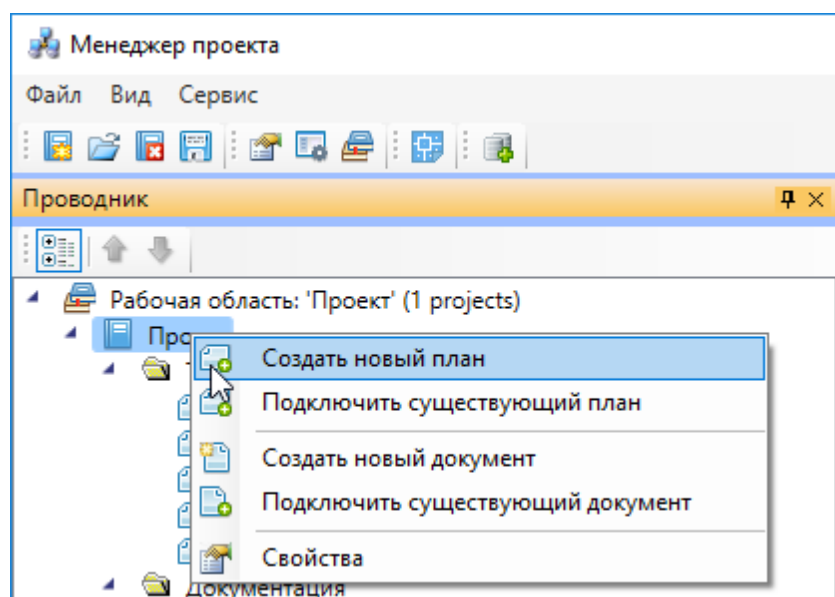 Менеджер проекта
Файл Вид Сервис
Проводник
Рабочая область: 'Проект' (1 projects)
Создать новый план
Подключить существующий план
Создать новый документ
Подключить существующий документ
Свойства
Документация